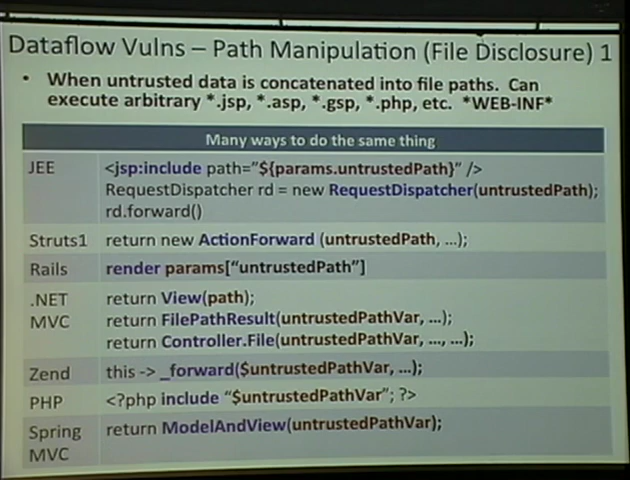 Dataflow Vulns – Path Manipulation (File Disclosure) 1
• When untrusted data is concatenated into file paths. Can
execute arbitrary *.jsp, *.asp, *.gsp, *.php, etc. *WEB-INF*
Many ways to do the same thing
JEE <jsp:include path="${params.untrustedPath}" />
RequestDispatcher rd = new RequestDispatcher(untrustedPath);
rd.forward()
Struts1 return new ActionForward (untrustedPath, ...);
Rails render params["untrustedPath"]
.NET return View(path);
MVC return FilePathResult(untrustedPathVar, ...);
return Controller.File(untrustedPathVar, ..., ...);
Zend this -> _forward($untrustedPathVar, ...);
PHP <?php include "$untrustedPathVar"; ?>
Spring return ModelAndView(untrustedPathVar);
MVC